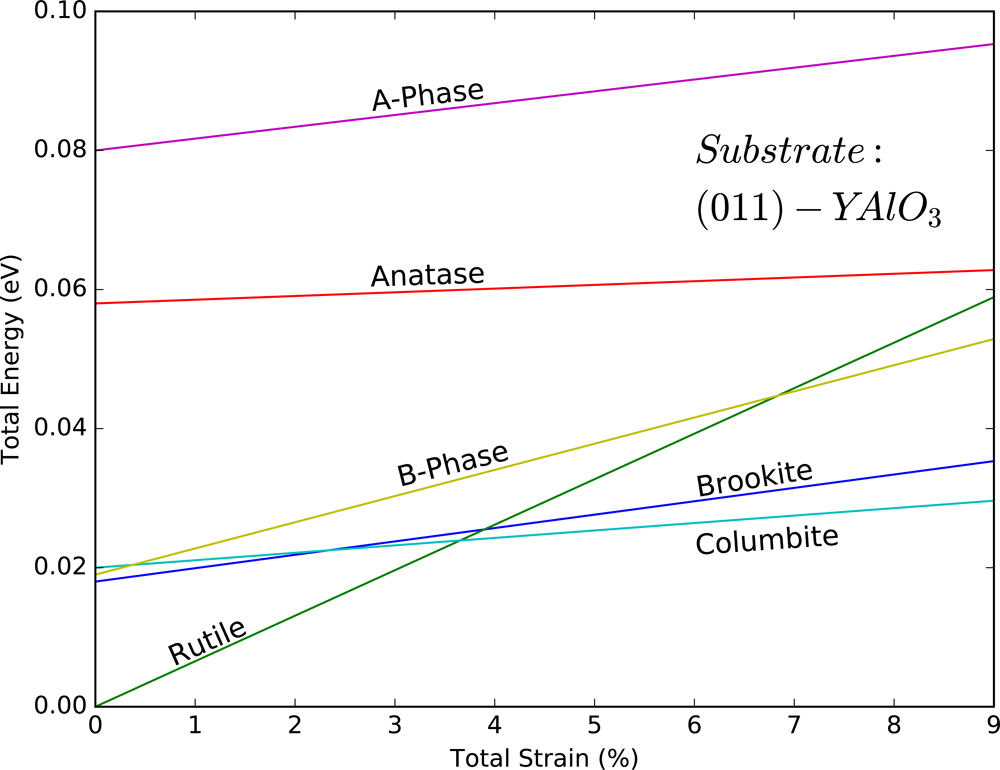 0.10
A-Phase
0.08
Substrate:
(011) – YAlO₃
Anatase
0.06
Total Energy (eV)
0.04
B-Phase
Brookite
Columbite
0.02
Rutile
0.00
0 1 2 3 4 5 6 7 8 9
Total Strain (%)